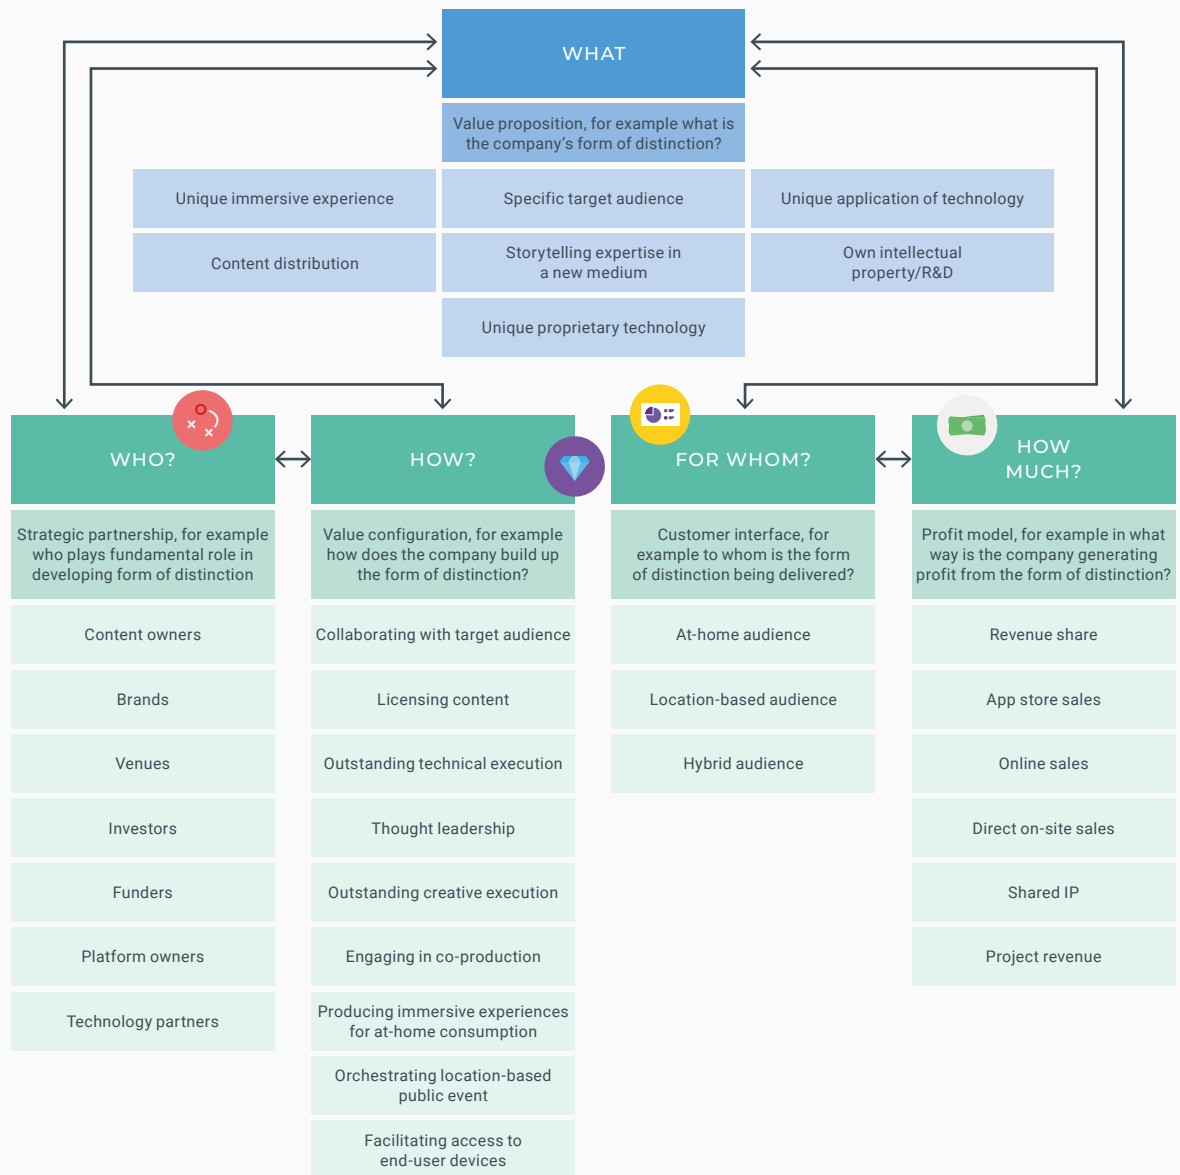 WHAT
Value proposition, for example what is
the company's form of distinction?
Unique immersive experience
Specific target audience
Unique application of technology
Content distribution
Storytelling expertise in
a new medium
Own intellectual
property/R&D
Unique proprietary technology
WHO?
Strategic partnership, for example
who plays fundamental role in
developing form of distinction
Content owners
Brands
Venues
Investors
Funders
Platform owners
Technology partners
HOW?
Value configuration, for example
how does the company build up
the form of distinction?
Collaborating with target audience
Licensing content
Outstanding technical execution
Thought leadership
Outstanding creative execution
Engaging in co-production
Producing immersive experiences
for at-home consumption
Orchestrating location-based
public event
Facilitating access to
end-user devices
FOR WHOM?
Customer interface, for
example to whom is the form
of distinction being delivered?
At-home audience
Location-based audience
Hybrid audience
HOW
MUCH?
Profit model, for example in what
way is the company generating
profit from the form of distinction?
Revenue share
App store sales
Online sales
Direct on-site sales
Shared IP
Project revenue